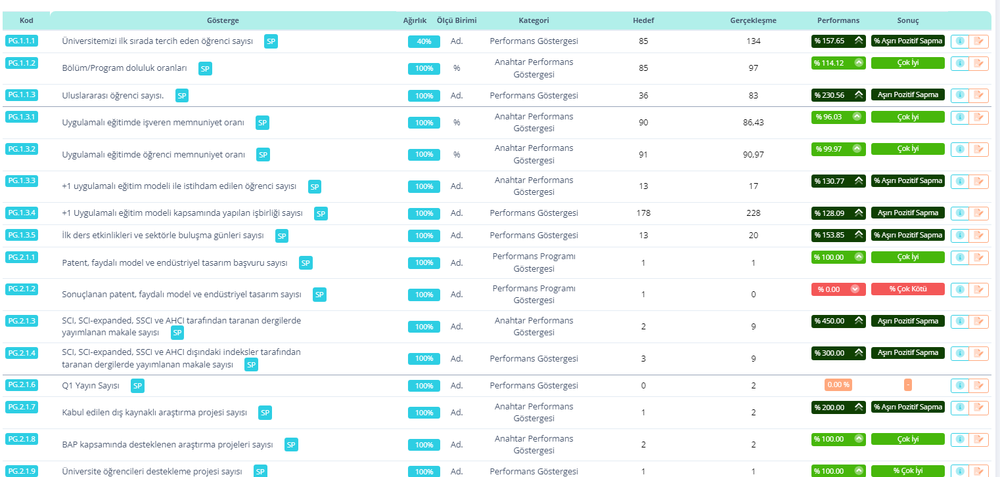 Kod Gösterge Ağırlık Ölçü Birimi Kategori Hedef Gerçekleşme Performans Sonuç
PG.1.1.1 Üniversitemizi ilk sırada tercih eden öğrenci sayısı SP 40% Ad. Performans Göstergesi 85 134 % 157.65 % Aşırı Pozitif Sapma
PG.1.1.2 Bölüm/Program doluluk oranları SP 100% % Anahtar Performans Göstergesi 85 97 % 114.12 Çok İyi
PG.1.1.3 Uluslararası öğrenci sayısı. SP 100% Ad. Performans Göstergesi 36 83 % 230.56 Aşırı Pozitif Sapma
PG.1.3.1 Uygulamalı eğitimde işveren memnuniyet oranı SP 100% % Anahtar Performans Göstergesi 90 86,43 % 96.03 Çok İyi
PG.1.3.2 Uygulamalı eğitimde öğrenci memnuniyet oranı SP 100% % Anahtar Performans Göstergesi 91 90,97 % 99.97 Çok İyi
PG.1.3.3 +1 uygulamalı eğitim modeli ile istihdam edilen öğrenci sayısı SP 100% Ad. Anahtar Performans Göstergesi 13 17 % 130.77 % Aşırı Pozitif Sapma
PG.1.3.4 +1 Uygulamalı eğitim modeli kapsamında yapılan işbirliği sayısı SP 100% Ad. Performans Göstergesi 178 228 % 128.09 Aşırı Pozitif Sapma
PG.1.3.5 İlk ders etkinlikleri ve sektörle buluşma günleri sayısı SP 100% Ad. Performans Göstergesi 13 20 % 153.85 % Aşırı Pozitif Sapma
PG.2.1.1 Patent, faydalı model ve endüstriyel tasarım başvuru sayısı SP 100% Ad. Performans Programı Göstergesi 1 1 % 100.00 Çok İyi
PG.2.1.2 Sonuçlanan patent, faydalı model ve endüstriyel tasarım sayısı SP 100% Ad. Performans Programı Göstergesi 1 0 % 0.00 % Çok Kötü
PG.2.1.3 SCI, SCI-expanded, SSCI ve AHCI tarafından taranan dergilerde yayımlanan makale sayısı SP 100% Ad. Anahtar Performans Göstergesi 2 9 % 450.00 Aşırı Pozitif Sapma
PG.2.1.4 SCI, SCI-expanded, SSCI ve AHCI dışındaki indeksler tarafından taranan dergilerde yayımlanan makale sayısı SP 100% Ad. Performans Göstergesi 3 9 % 300.00 Aşırı Pozitif Sapma
PG.2.1.6 Q1 Yayın Sayısı SP 100% Ad. Performans Göstergesi 0 2 0.00 % -
PG.2.1.7 Kabul edilen dış kaynaklı araştırma projesi sayısı SP 100% Ad. Anahtar Performans Göstergesi 1 2 % 200.00 % Aşırı Pozitif Sapma
PG.2.1.8 BAP kapsamında desteklenen araştırma projeleri sayısı SP 100% Ad. Anahtar Performans Göstergesi 2 2 % 100.00 Çok İyi
PG.2.1.9 Üniversite öğrencileri destekleme projesi sayısı SP 100% Ad. Performans Göstergesi 1 1 % 100.00 % Çok İyi